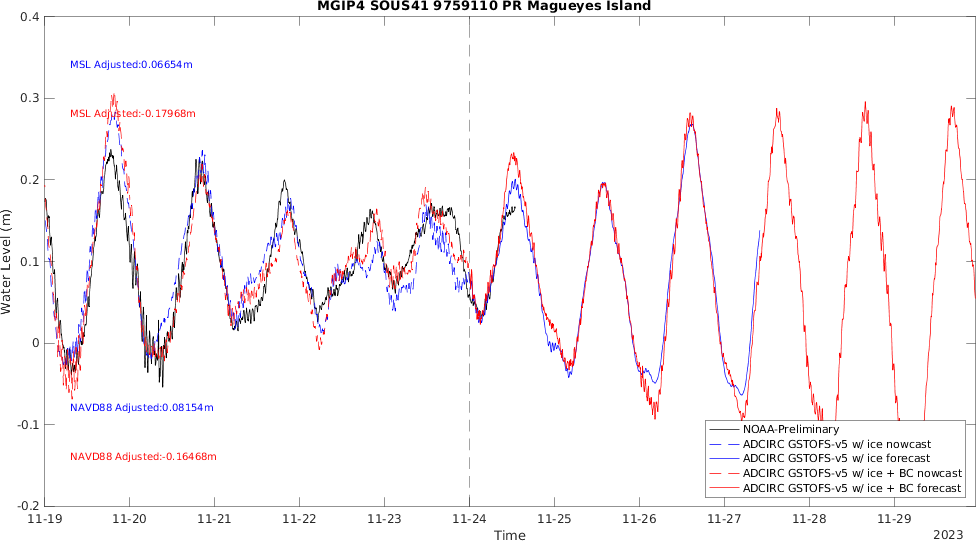 MGIP4 SOUS41 9759110 PR Magueyes Island
0.4
MSL Adjusted:0.06654m
0.3
MSL Adjusted:-0.17968m
0.2
Water Level (m)
0.1
0
NAVD88 Adjusted:0.08154m
-0.1
NOAA-Preliminary
ADCIRC GSTOFS-v5 w/ ice nowcast
NAVD88 Adjusted:-0.16468m
ADCIRC GSTOFS-v5 w/ ice forecast
ADCIRC GSTOFS-v5 w/ ice + BC nowcast
ADCIRC GSTOFS-v5 w/ ice + BC forecast
-0.2
11-19 11-20 11-21 11-22 11-23 11-24 11-25 11-26 11-27 11-28 11-29
Time
2023